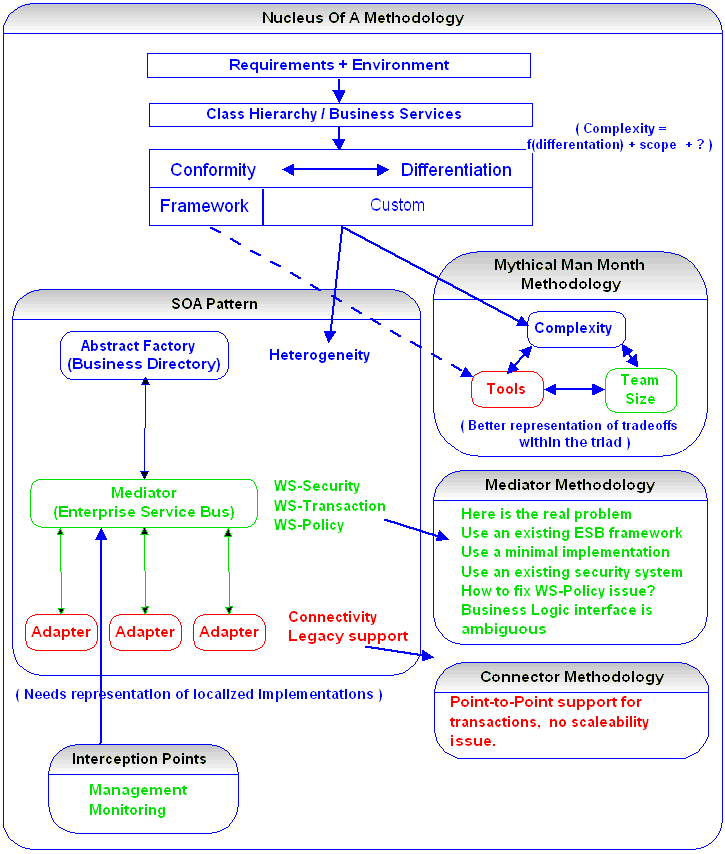 Nucleus Of A Methodology
Requirements + Environment
Class Hierarchy / Business Services
( Complexity =
f(differentation) + scope + ? )
Conformity
Differentiation
Framework
Custom
Mythical Man Month
Methodology
Complexity
Tools
Team
Size
( Better representation of tradeoffs
within the triad )
SOA Pattern
Abstract Factory
(Business Directory)
Heterogeneity
Mediator
(Enterprise Service Bus)
WS-Security
WS-Transaction
WS-Policy
Adapter
Adapter
Adapter
Connectivity
Legacy support
( Needs representation of localized implementations )
Mediator Methodology
Here is the real problem
Use an existing ESB framework
Use a minimal implementation
Use an existing security system
How to fix WS-Policy issue?
Business Logic interface is
ambiguous
Connector Methodology
Point-to-Point support for
transactions, no scaleability
issue.
Interception Points
Management
Monitoring